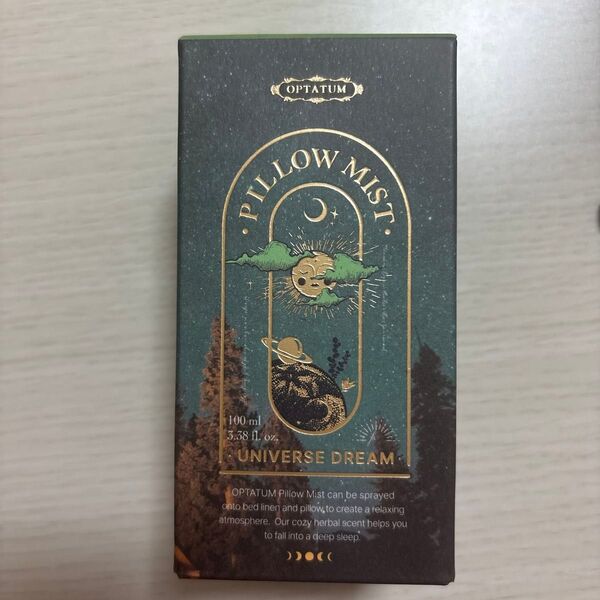 OPTATUM
· PILLOW MIST ·
100 ml
3.38 fl. oz.
· UNIVERSE DREAM ·
OPTATUM Pillow Mist can be sprayed
onto bed linen and pillow to create a relaxing
atmosphere. Our cozy herbal scent helps you
to fall into a deep sleep.